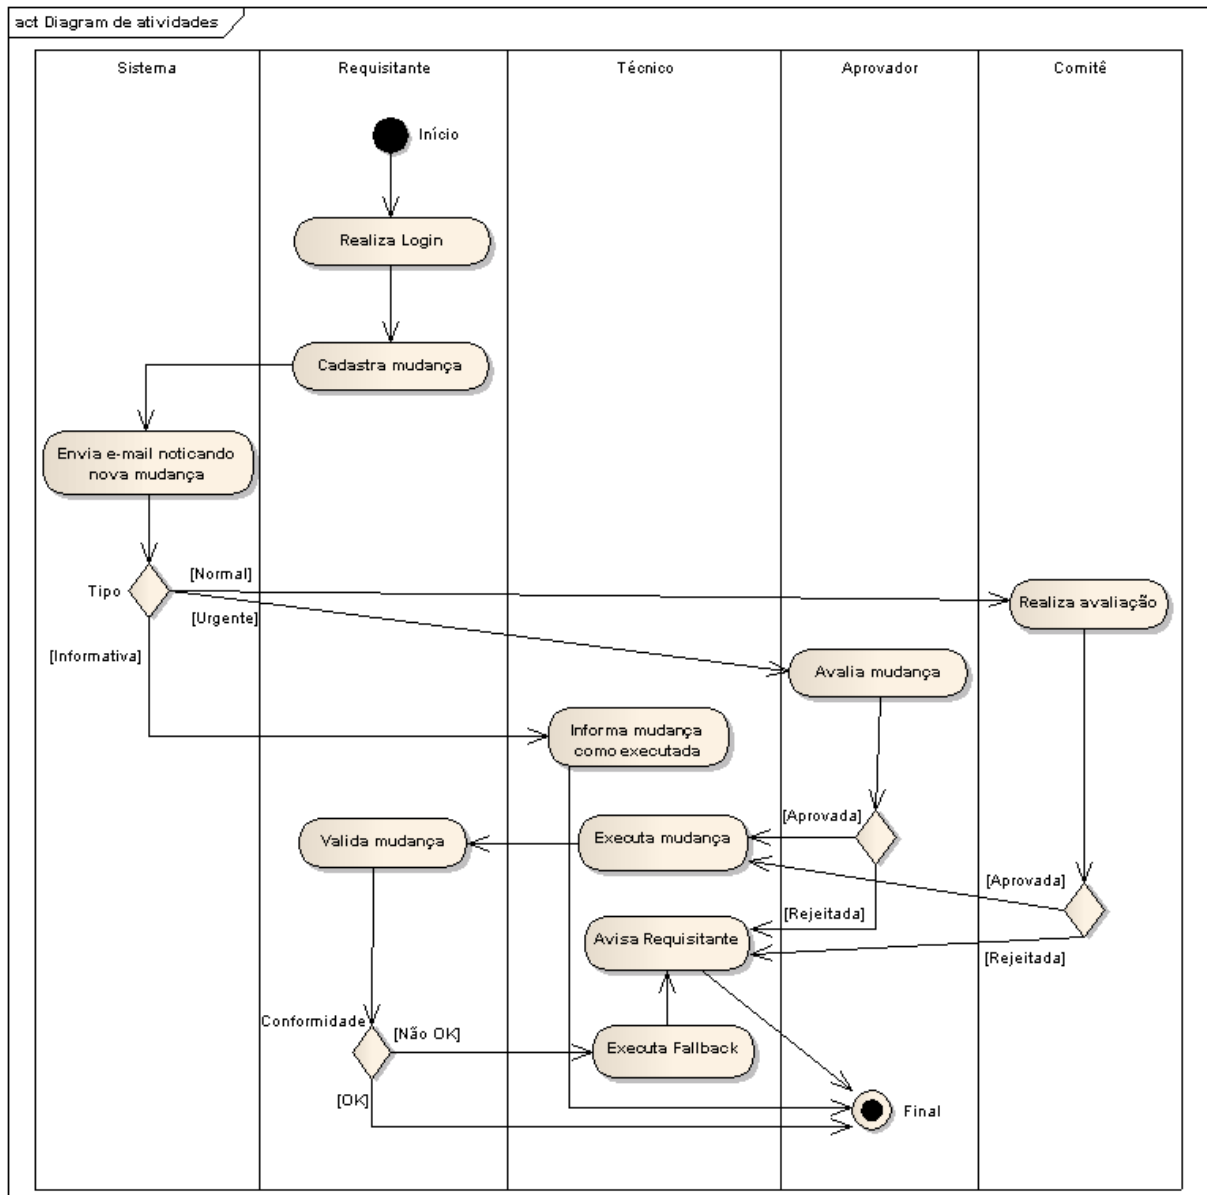 act Diagram de atividades
Sistema
Requisitante
Técnico
Aprovador
Comitê
Início
Realiza Login
Cadastra mudança
Envia e-mail noticando
nova mudança
Tipo
[Normal]
[Urgente]
[Informativa]
Realiza avaliação
Avalia mudança
Informa mudança
como executada
[Aprovada]
Valida mudança
Executa mudança
[Aprovada]
[Rejeitada]
Avisa Requisitante
[Rejeitada]
Conformidade
[Não OK]
Executa Fallback
[OK]
Final